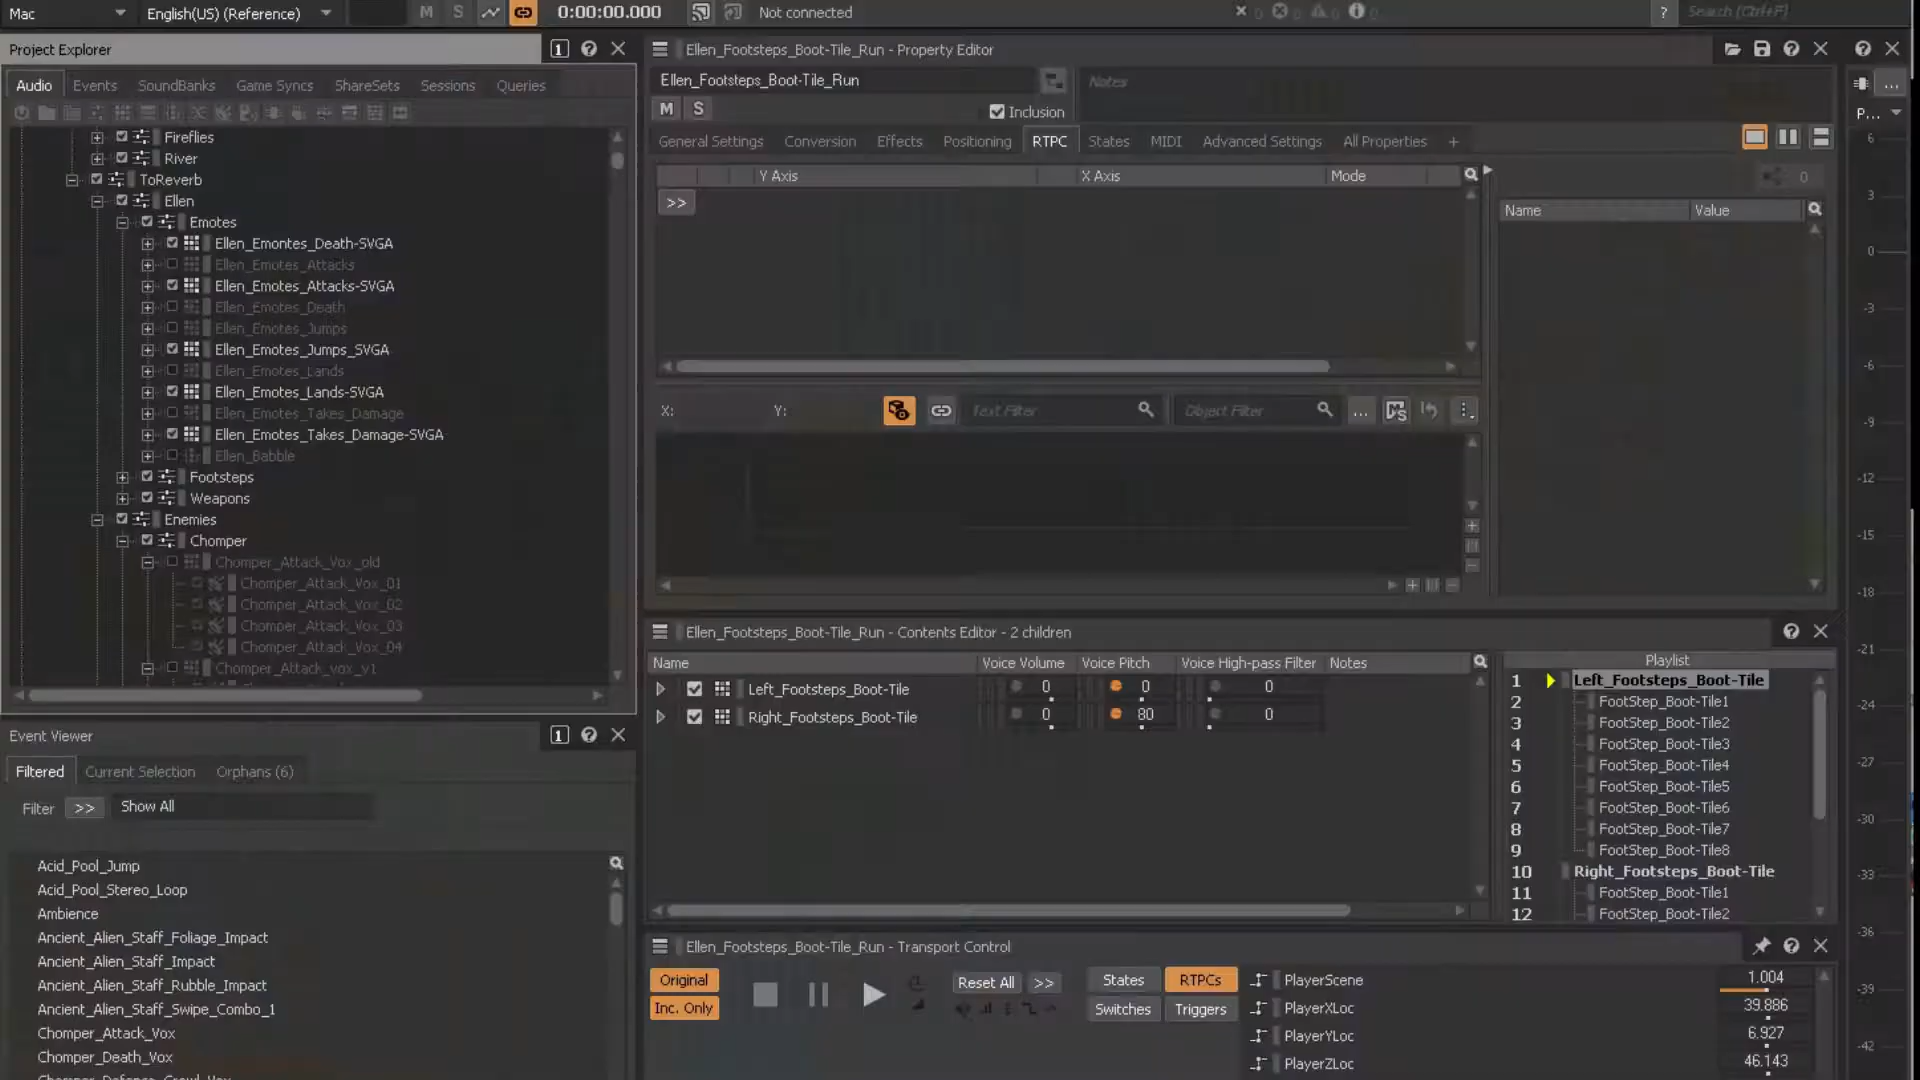 Mac English(US) (Reference) M S 0:00:00.000 Not connected 0 0 0 0 ? Search (Ctrl+F)
Project Explorer 1
Audio Events SoundBanks Game Syncs ShareSets Sessions Queries
Fireflies
River
ToReverb
Ellen
Emotes
Ellen_Emontes_Death-SVGA
Ellen_Emotes_Attacks
Ellen_Emotes_Attacks-SVGA
Ellen_Emotes_Death
Ellen_Emotes_Jumps
Ellen_Emotes_Jumps_SVGA
Ellen_Emotes_Lands
Ellen_Emotes_Lands-SVGA
Ellen_Emotes_Takes_Damage
Ellen_Emotes_Takes_Damage-SVGA
Ellen_Babble
Footsteps
Weapons
Enemies
Chomper
Chomper_Attack_Vox_old
Chomper_Attack_Vox_01
Chomper_Attack_Vox_02
Chomper_Attack_Vox_03
Chomper_Attack_Vox_04
Chomper_Attack_vox_v1
Event Viewer 1
Filtered Current Selection Orphans (6)
Filter >> Show All
Acid_Pool_Jump
Acid_Pool_Stereo_Loop
Ambience
Ancient_Alien_Staff_Foliage_Impact
Ancient_Alien_Staff_Impact
Ancient_Alien_Staff_Rubble_Impact
Ancient_Alien_Staff_Swipe_Combo_1
Chomper_Attack_Vox
Chomper_Death_Vox
Chomper_Defence_Growl_Vox
Ellen_Footsteps_Boot-Tile_Run - Property Editor
Ellen_Footsteps_Boot-Tile_Run Notes
M S Inclusion
General Settings Conversion Effects Positioning RTPC States MIDI Advanced Settings All Properties +
Y Axis X Axis Mode
>>
0
Name Value
X: Y: Text Filter Object Filter ...
Ellen_Footsteps_Boot-Tile_Run - Contents Editor - 2 children
Name Voice Volume Voice Pitch Voice High-pass Filter Notes
Left_Footsteps_Boot-Tile 0 0 0
Right_Footsteps_Boot-Tile 0 80 0
Playlist
1 Left_Footsteps_Boot-Tile
2 FootStep_Boot-Tile1
3 FootStep_Boot-Tile2
4 FootStep_Boot-Tile3
5 FootStep_Boot-Tile4
6 FootStep_Boot-Tile5
7 FootStep_Boot-Tile6
8 FootStep_Boot-Tile7
9 FootStep_Boot-Tile8
10 Right_Footsteps_Boot-Tile
11 FootStep_Boot-Tile1
12 FootStep_Boot-Tile2
Ellen_Footsteps_Boot-Tile_Run - Transport Control
Original
Inc. Only
Reset All >>
States RTPCs
Switches Triggers
PlayerScene 1.004
PlayerXLoc 39.886
PlayerYLoc 6.927
PlayerZLoc 46.143
...
P...
6
3
0
-3
-6
-9
-12
-15
-18
-21
-24
-27
-30
-33
-36
-39
-42